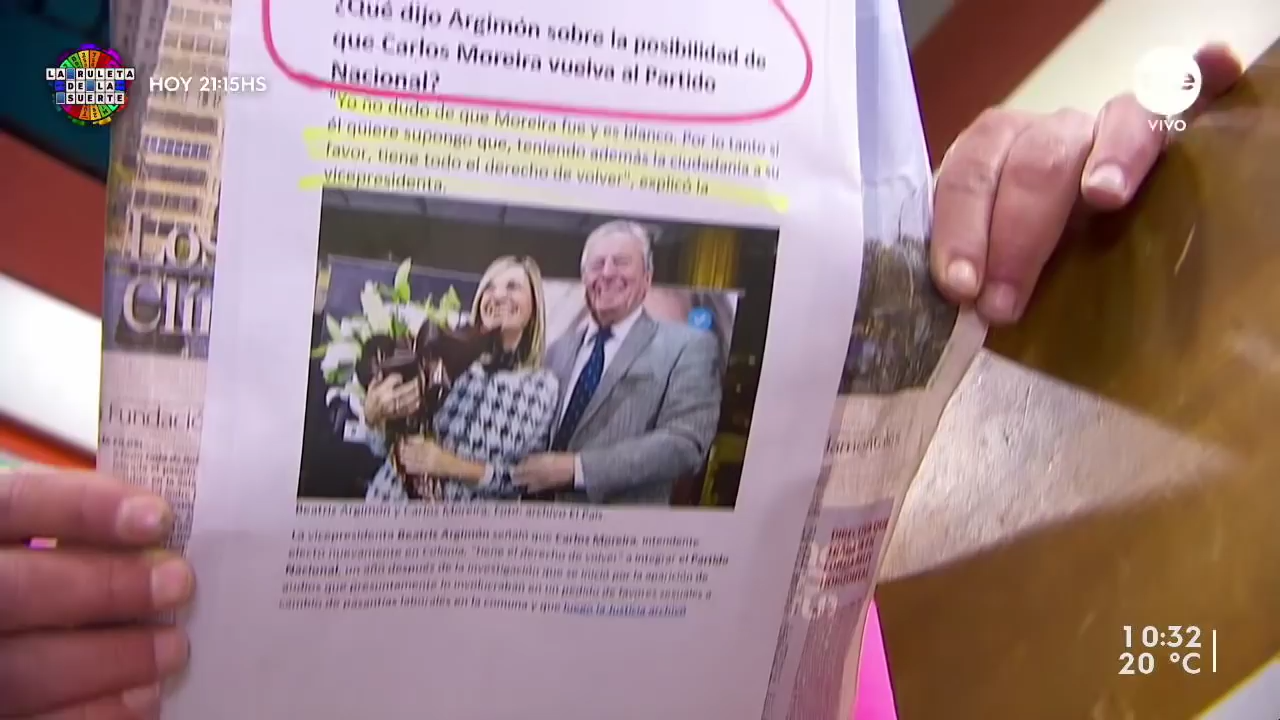 ¿Qué dijo Argimón sobre la posibilidad de
que Carlos Moreira vuelva al Partido
Nacional?
"Yo no dudo de que Moreira fue y es blanco. Por lo tanto si
él quiere supongo que, teniendo además la ciudadanía a su
favor, tiene todo el derecho de volver", explicó la
vicepresidenta.
Beatriz Argimón y Carlos Moreira. Foto: archivo El País
La vicepresidenta Beatriz Argimón señaló que Carlos Moreira, intendente
electo nuevamente en Colonia, "tiene el derecho de volver" a integrar el Partido
Nacional, un año después de la investigación que se inició por la aparición de
audios que presuntamente lo involucraban en un pedido de favores sexuales a
cambio de pasantías laborales en la comuna y que luego la Justicia archivó
LA RULETA
DE LA
SUERTE
HOY 21:15HS
VIVO
Los
Clí
Fundació
10:32
20 °C